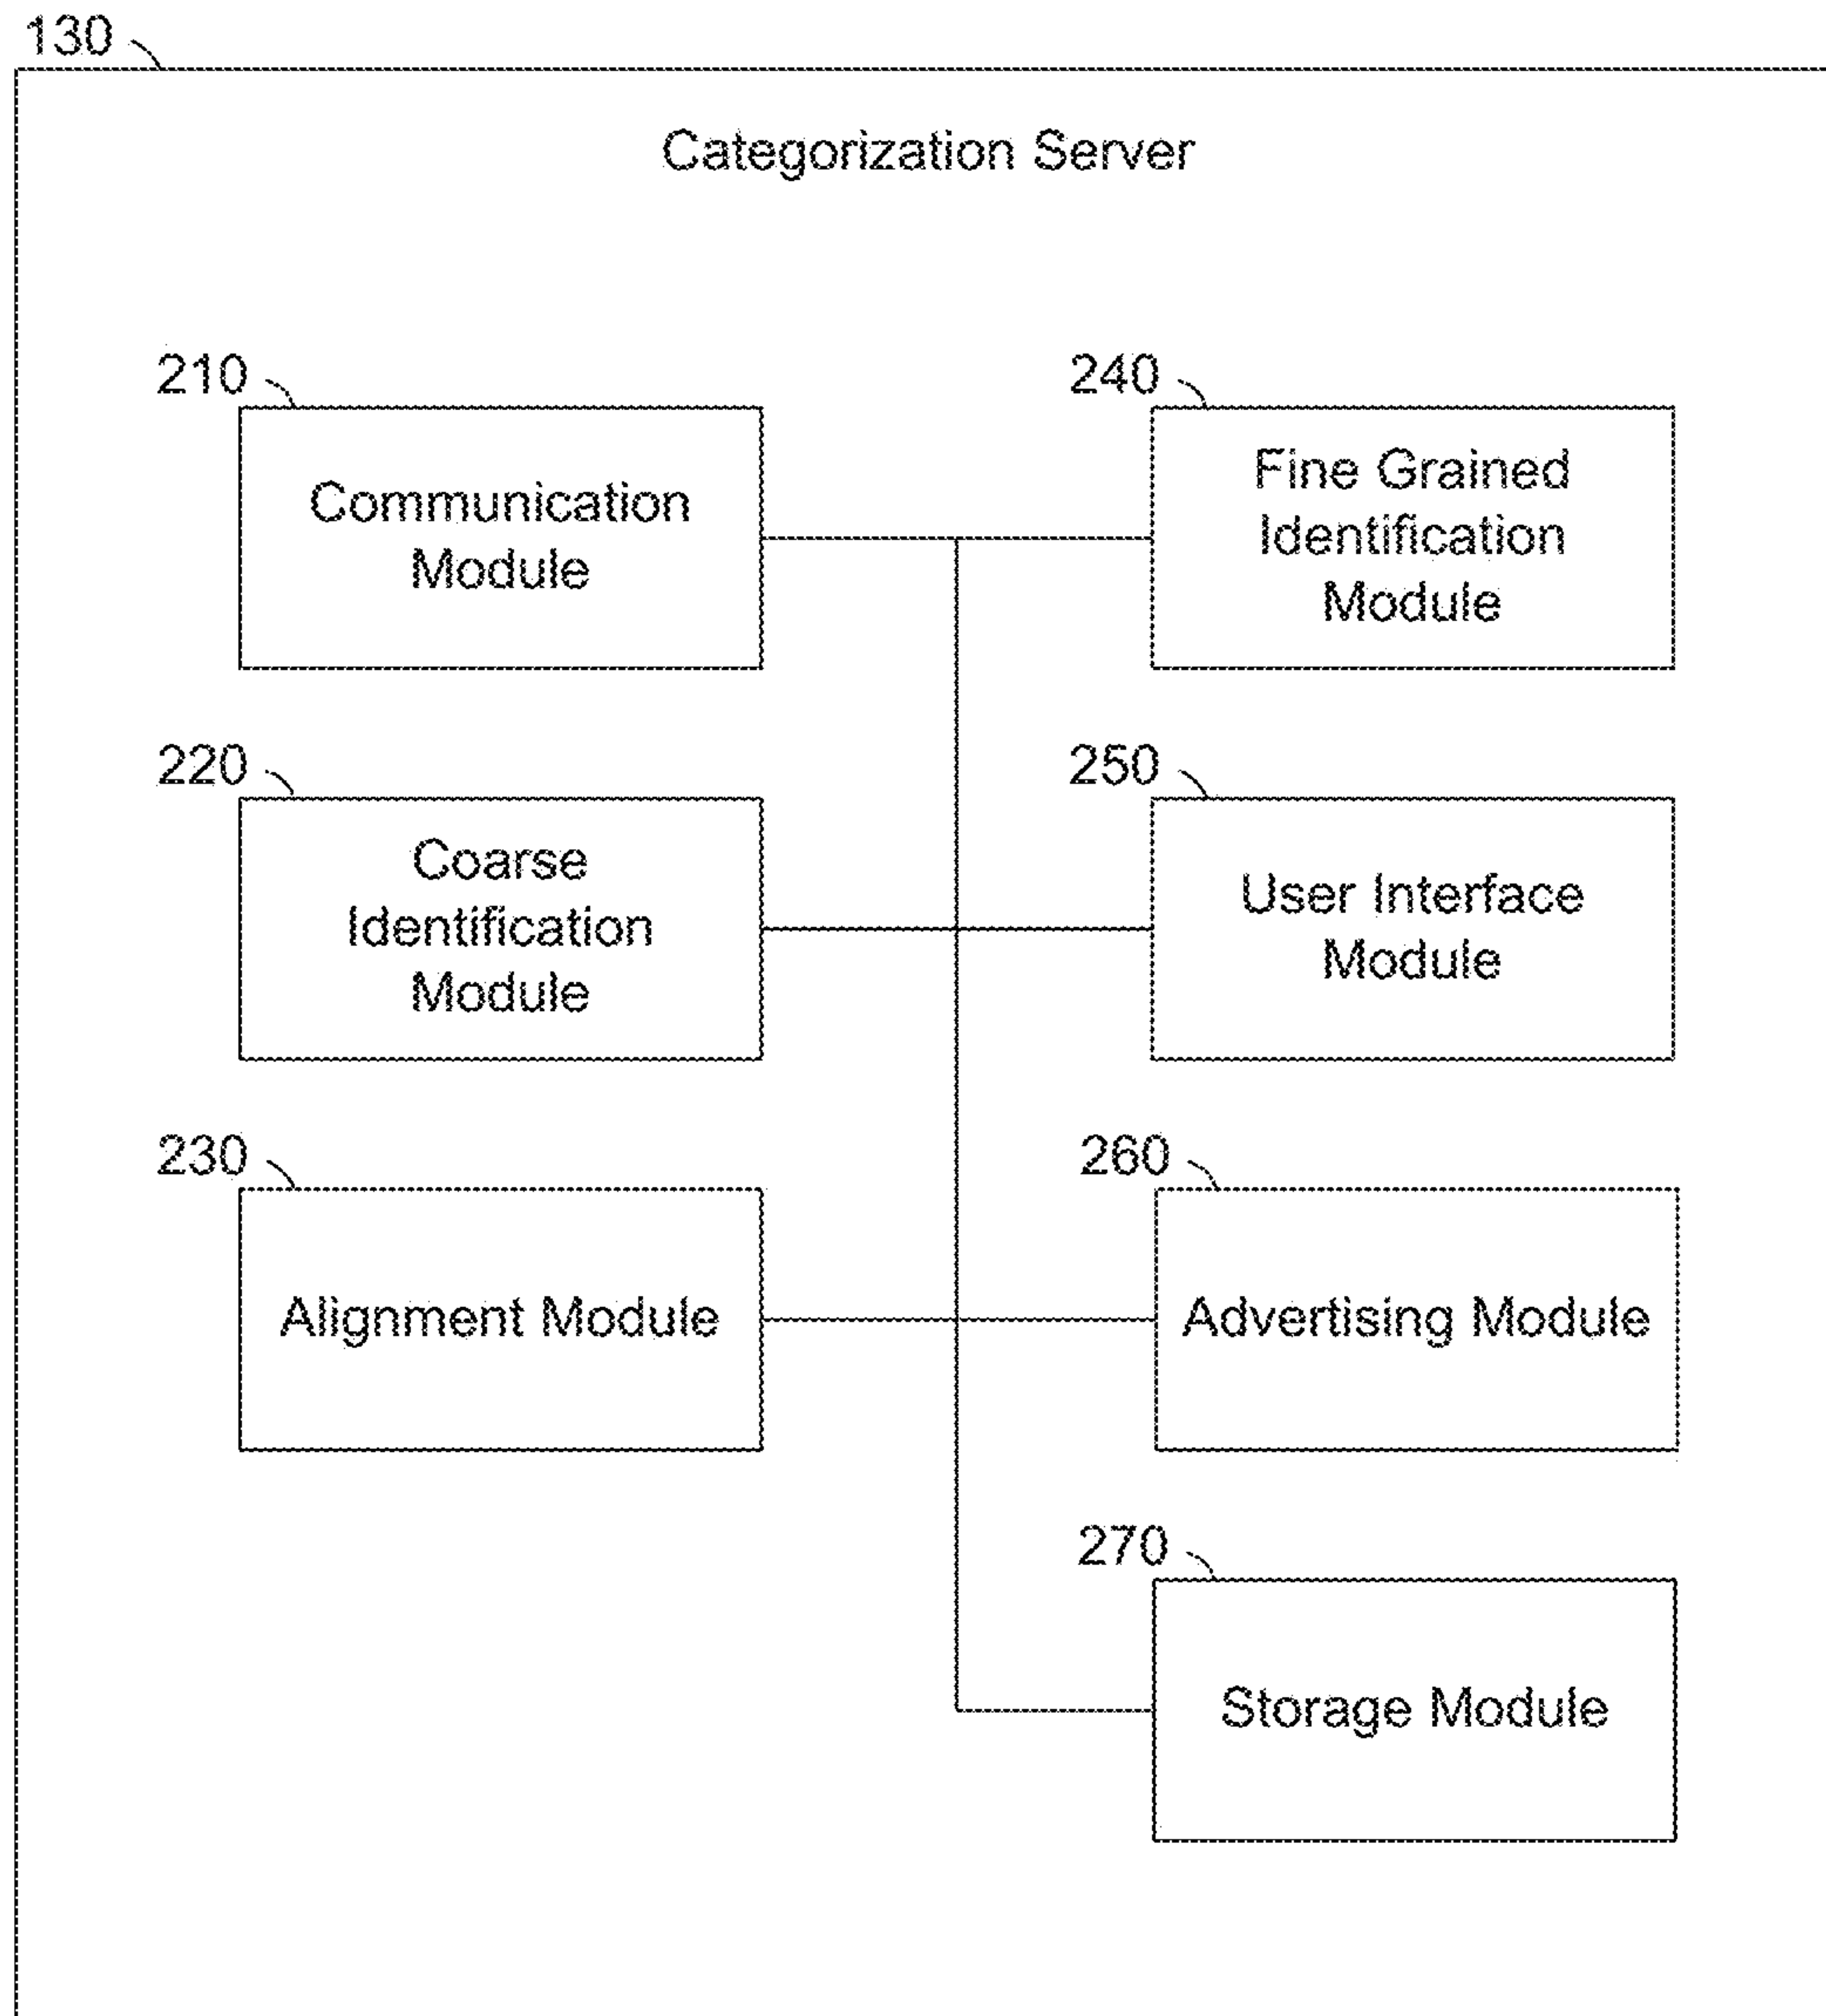 130
Categorization Server
210
Communication
Module
240
Fine Grained
Identification
Module
220
Coarse
Identification
Module
250
User Interface
Module
230
Alignment Module
260
Advertising Module
270
Storage Module